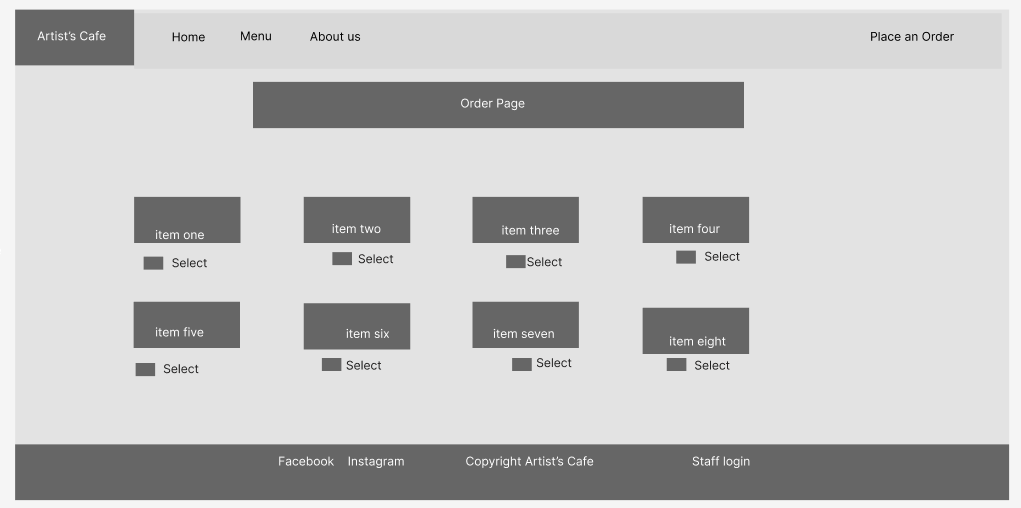 Artist's Cafe
Home Menu About us
Place an Order
Order Page
item one item two item three item four
Select Select Select Select
item five item six item seven item eight
Select Select Select Select
Facebook Instagram Copyright Artist's Cafe Staff login